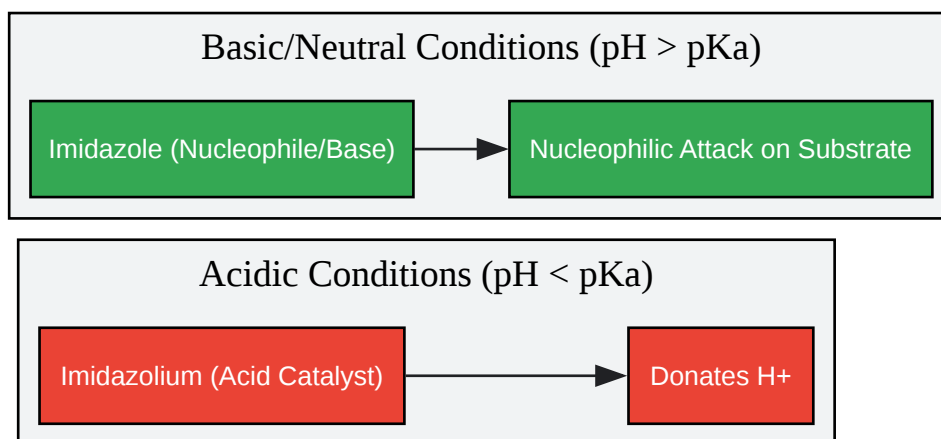 Basic/Neutral Conditions (pH > pKa)
Imidazole (Nucleophile/Base)
Nucleophilic Attack on Substrate
Acidic Conditions (pH < pKa)
Imidazolium (Acid Catalyst)
Donates H+